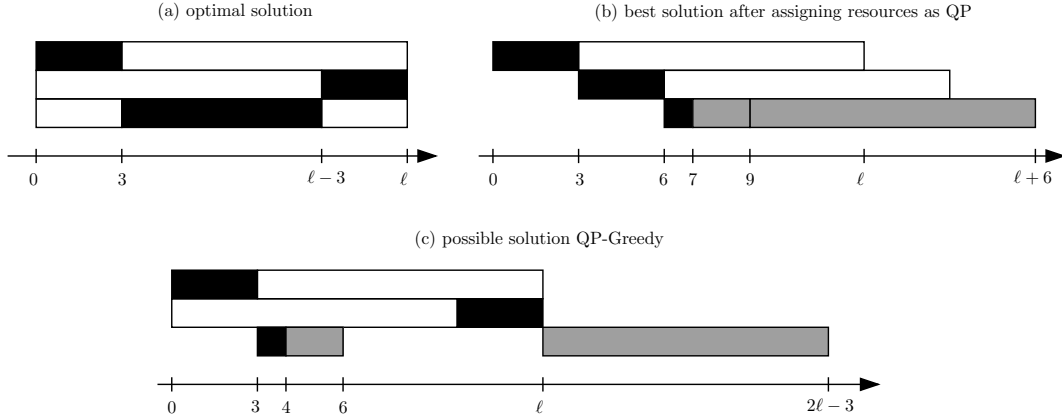 (a) optimal solution
(b) best solution after assigning resources as QP
0 3 ℓ − 3 ℓ
0 3 6 7 9 ℓ ℓ + 6
(c) possible solution QP-Greedy
0 3 4 6 ℓ 2ℓ − 3